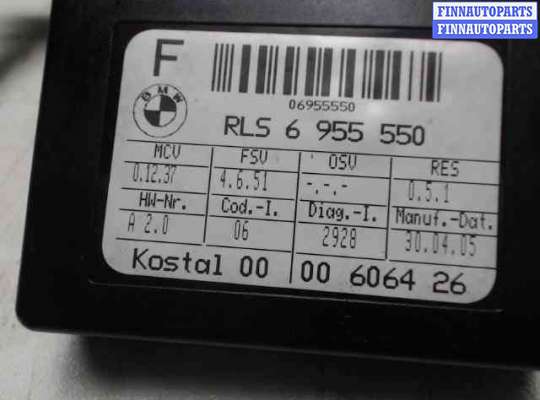 FINNAUTOPARTS
FINNAUTOPARTS
F
06955550
BMW
RLS 6 955 550
MCV FSV OSV RES
0.12.37 4.6.51 -.-.- 0.5.1
HW-Nr. Cod.-I. Diag.-I. Manuf.-Dat.
A 2.0 06 2928 30.04.05
Kostal 00 00 6064 26